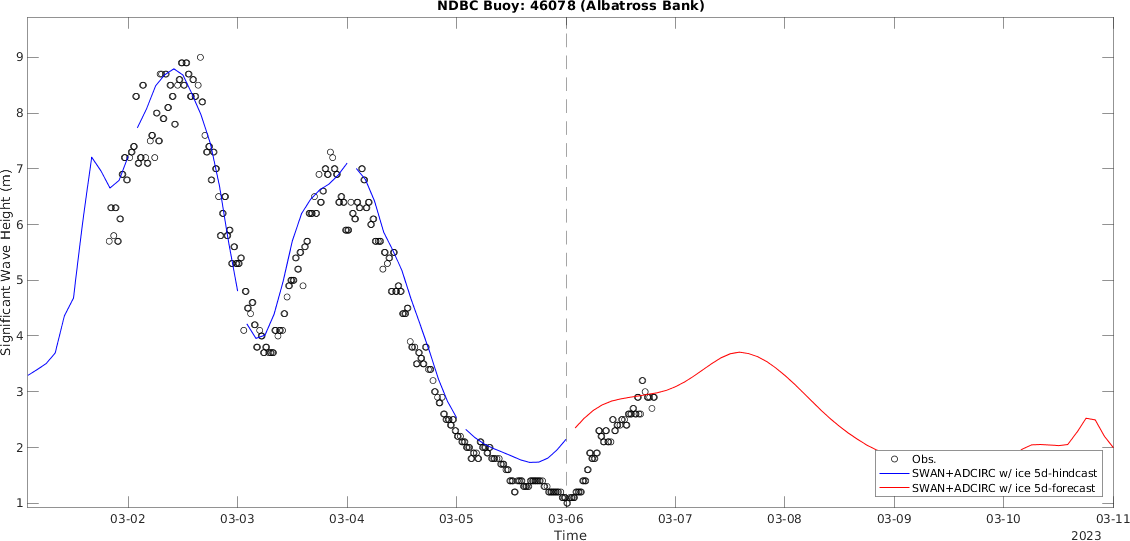 NDBC Buoy: 46078 (Albatross Bank)
Significant Wave Height (m)
9
8
7
6
5
4
3
2
1
Obs.
SWAN+ADCIRC w/ ice 5d-hindcast
SWAN+ADCIRC w/ ice 5d-forecast
03-02 03-03 03-04 03-05 03-06 03-07 03-08 03-09 03-10 03-11
Time
2023